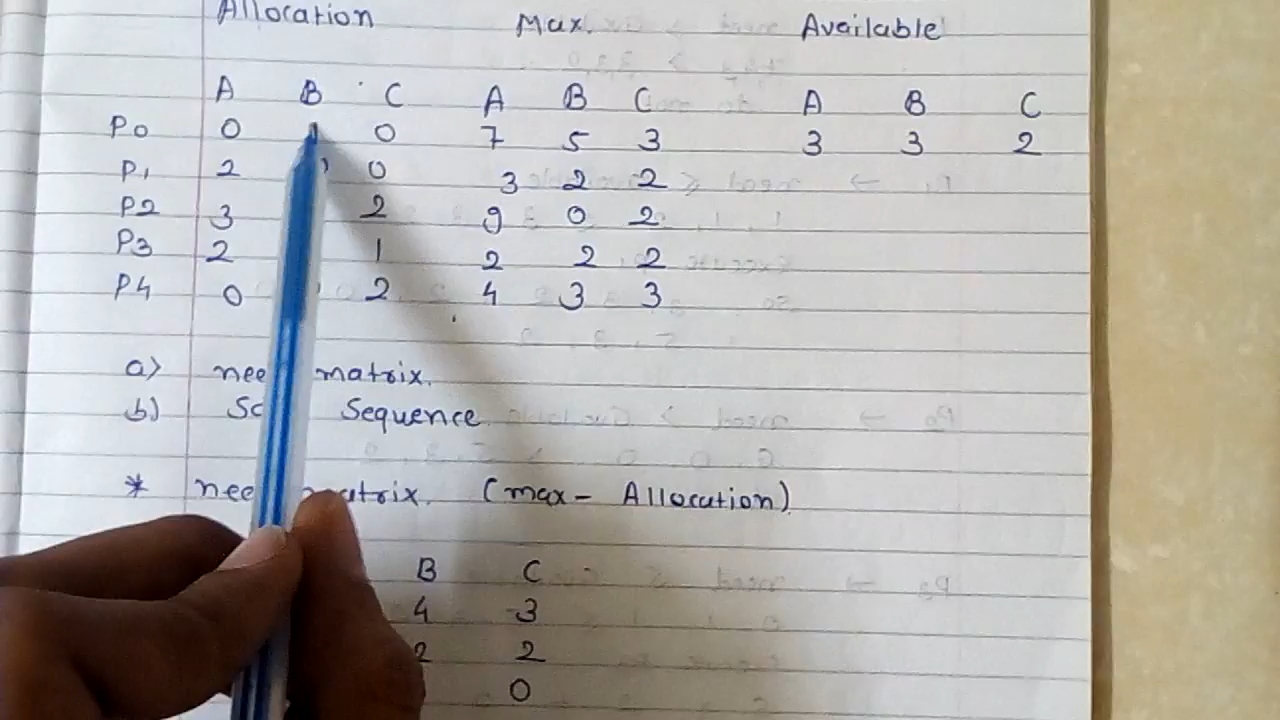 Allocation Max. Available
A B C A B C A B C
P0 0 0 7 5 3 3 3 2
P1 2 0 3 2 2
P2 3 2 9 0 2
P3 2 1 2 2 2
P4 0 2 4 3 3
a) nee matrix.
b) Sequence
* nee atrix. (max - Allocation)
B C
4 3
2 2
0